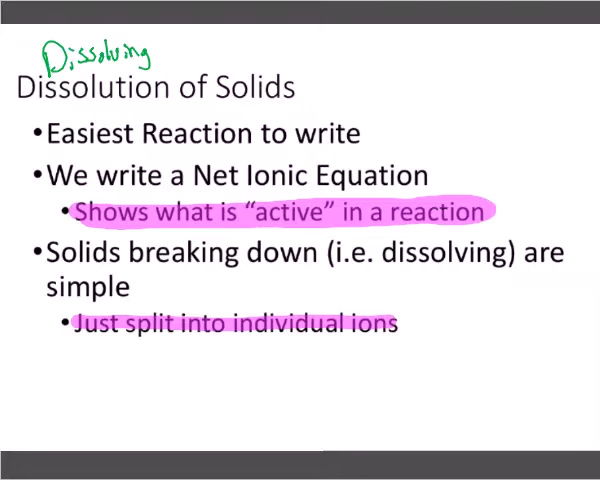 Dissolving
Dissolution of Solids
•Easiest Reaction to write
•We write a Net Ionic Equation
•Shows what is “active” in a reaction
•Solids breaking down (i.e. dissolving) are
simple
•Just split into individual ions